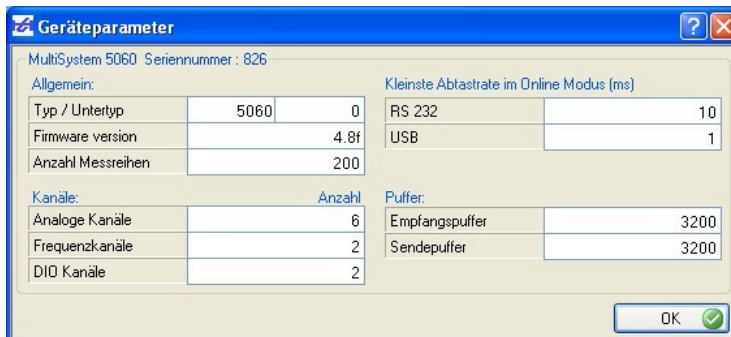 Geräteparameter
MultiSystem 5060 Seriennummer : 826
Allgemein:
Typ / Untertyp 5060 0
Firmware version 4.8f
Anzahl Messreihen 200
Kleinste Abtastrate im Online Modus (ms)
RS 232 10
USB 1
Kanäle: Anzahl
Analoge Kanäle 6
Frequenzkanäle 2
DIO Kanäle 2
Puffer:
Empfangspuffer 3200
Sendepuffer 3200
OK